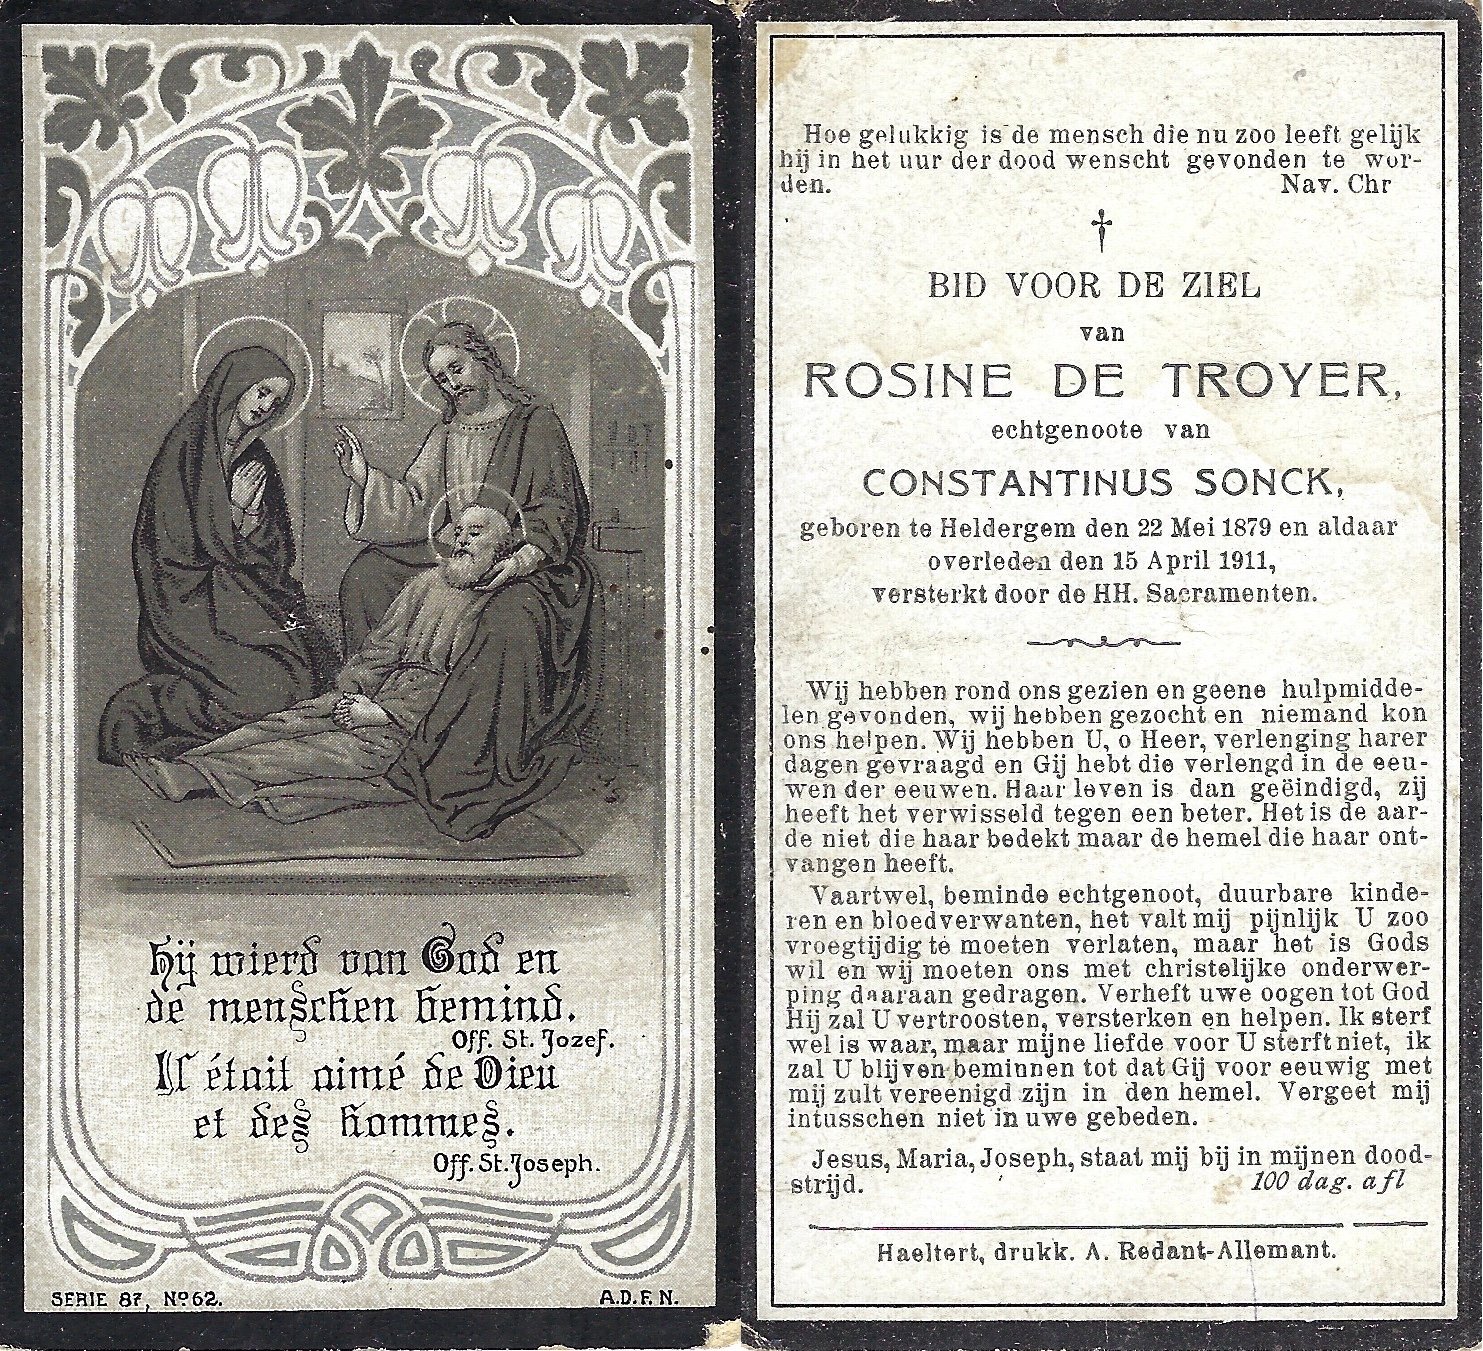 Hij wierd van God en
de menschen bemind.
Off. St. Jozef.
Il était aimé de Dieu
et des hommes.
Off. St. Joseph.
SERIE 87, Nº 62.
A.D.F.N.
Hoe gelukkig is de mensch die nu zoo leeft gelijk
hij in het uur der dood wenscht gevonden te wor-
den. Nav. Chr
†
BID VOOR DE ZIEL
van
ROSINE DE TROYER,
echtgenoote van
CONSTANTINUS SONCK,
geboren te Heldergem den 22 Mei 1879 en aldaar
overleden den 15 April 1911,
versterkt door de HH. Sacramenten.
Wij hebben rond ons gezien en geene hulpmidde-
len gevonden, wij hebben gezocht en niemand kon
ons helpen. Wij hebben U, o Heer, verlenging harer
dagen gevraagd en Gij hebt die verlengd in de eeu-
wen der eeuwen. Haar leven is dan geëindigd, zij
heeft het verwisseld tegen een beter. Het is de aar-
de niet die haar bedekt maar de hemel die haar ont-
vangen heeft.
Vaartwel, beminde echtgenoot, duurbare kinde-
ren en bloedverwanten, het valt mij pijnlijk U zoo
vroegtijdig te moeten verlaten, maar het is Gods
wil en wij moeten ons met christelijke onderwer-
ping daaraan gedragen. Verheft uwe oogen tot God
Hij zal U vertroosten, versterken en helpen. Ik sterf
wel is waar, maar mijne liefde voor U sterft niet, ik
zal U blijven beminnen tot dat Gij voor eeuwig met
mij zult vereenigd zijn in den hemel. Vergeet mij
intusschen niet in uwe gebeden.
Jesus, Maria, Joseph, staat mij bij in mijnen dood-
strijd. 100 dag. afl
Haeltert, drukk. A. Redant-Allemant.